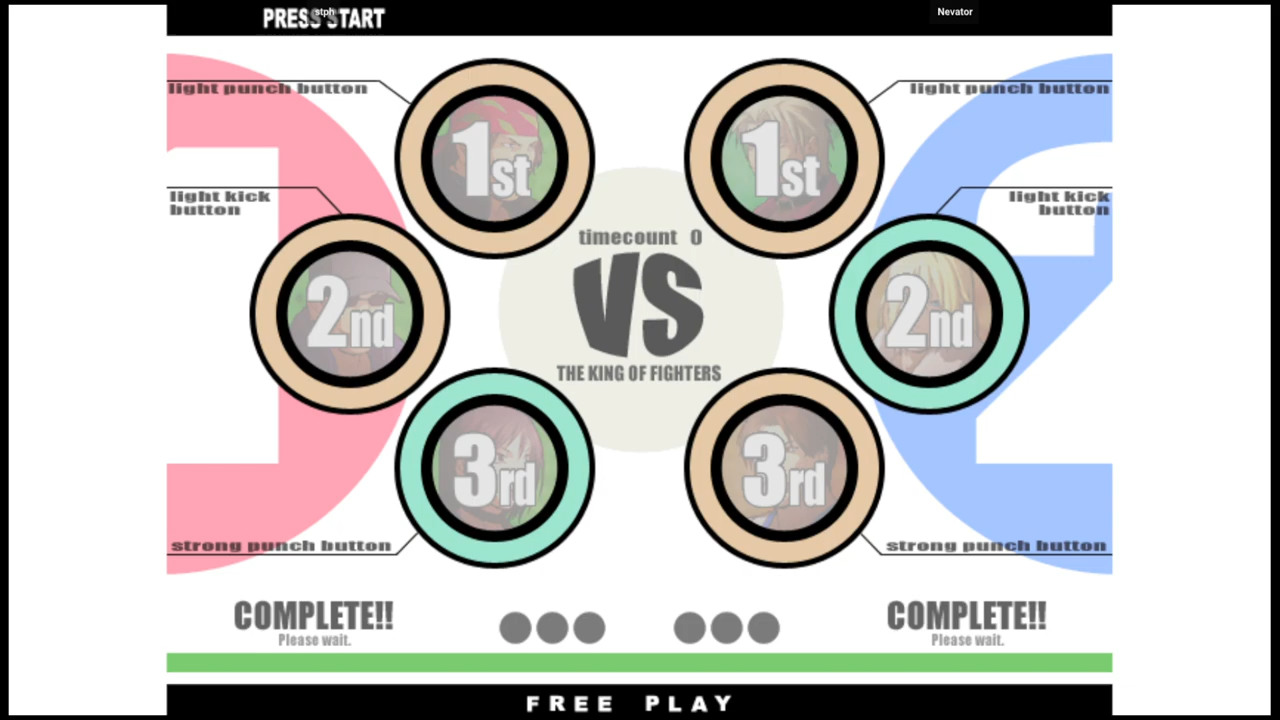 PRESS START
stph
Nevator
light punch button
light punch button
1st
1st
light kick
button
light kick
button
timecount 0
VS
THE KING OF FIGHTERS
2nd
2nd
3rd
3rd
strong punch button
strong punch button
COMPLETE!!
Please wait.
COMPLETE!!
Please wait.
FREE PLAY